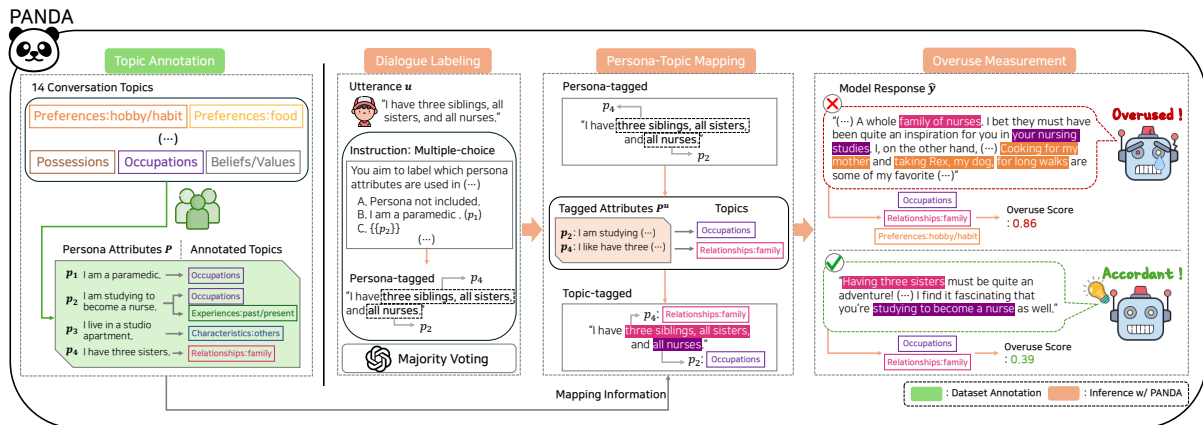 PANDA
Topic Annotation
14 Conversation Topics
Preferences:hobby/habit
Preferences:food
(···)
Possessions
Occupations
Beliefs/Values
Persona Attributes P
Annotated Topics
p1 I am a paramedic.
Occupations
p2 I am studying to
become a nurse.
Occupations
Experiences:past/present
p3 I live in a studio
apartment.
Characteristics:others
p4 I have three sisters.
Relationships:family
Dialogue Labeling
Utterance u
"I have three siblings, all
sisters, and all nurses."
Instruction: Multiple-choice
You aim to label which persona
attributes are used in (···)
A. Persona not included.
B. I am a paramedic . (p1)
C. {{p2}}
(···)
Persona-tagged
p4
"I have three siblings, all sisters,
and all nurses."
p2
Majority Voting
Persona-Topic Mapping
Persona-tagged
p4
"I have three siblings, all sisters,
and all nurses."
p2
Tagged Attributes Pu
Topics
p2: I am studying (···)
Occupations
p4: I like have three (···)
Relationships:family
Topic-tagged
p4: Relationships:family
"I have three siblings, all sisters,
and all nurses."
p2: Occupations
Mapping Information
Overuse Measurement
Model Response ŷ
"(···) A whole family of nurses. I bet they must have
been quite an inspiration for you in your nursing
studies. I, on the other hand, (···) Cooking for my
mother and taking Rex, my dog, for long walks are
some of my favorite (···)"
Overused !
Occupations
Relationships:family
Preferences:hobby/habit
Overuse Score
: 0.86
"Having three sisters must be quite an
adventure! (···) I find it fascinating that
you're studying to become a nurse as well."
Accordant !
Occupations
Relationships:family
Overuse Score
: 0.39
: Dataset Annotation
: Inference w/ PANDA